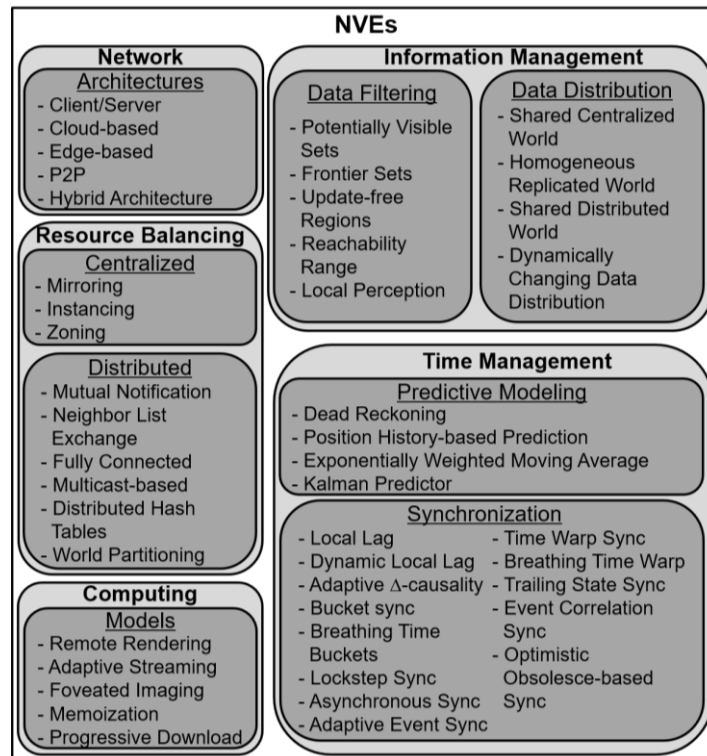 NVEs
Network
Architectures
- Client/Server
- Cloud-based
- Edge-based
- P2P
- Hybrid Architecture
Resource Balancing
Centralized
- Mirroring
- Instancing
- Zoning
Distributed
- Mutual Notification
- Neighbor List
Exchange
- Fully Connected
- Multicast-based
- Distributed Hash
Tables
- World Partitioning
Computing
Models
- Remote Rendering
- Adaptive Streaming
- Foveated Imaging
- Memoization
- Progressive Download
Information Management
Data Filtering
- Potentially Visible
Sets
- Frontier Sets
- Update-free
Regions
- Reachability
Range
- Local Perception
Data Distribution
- Shared Centralized
World
- Homogeneous
Replicated World
- Shared Distributed
World
- Dynamically
Changing Data
Distribution
Time Management
Predictive Modeling
- Dead Reckoning
- Position History-based Prediction
- Exponentially Weighted Moving Average
- Kalman Predictor
Synchronization
- Local Lag
- Dynamic Local Lag
- Adaptive Δ-causality
- Bucket sync
- Breathing Time
Buckets
- Lockstep Sync
- Asynchronous Sync
- Adaptive Event Sync
- Time Warp Sync
- Breathing Time Warp
- Trailing State Sync
- Event Correlation
Sync
- Optimistic
Obsolesce-based
Sync